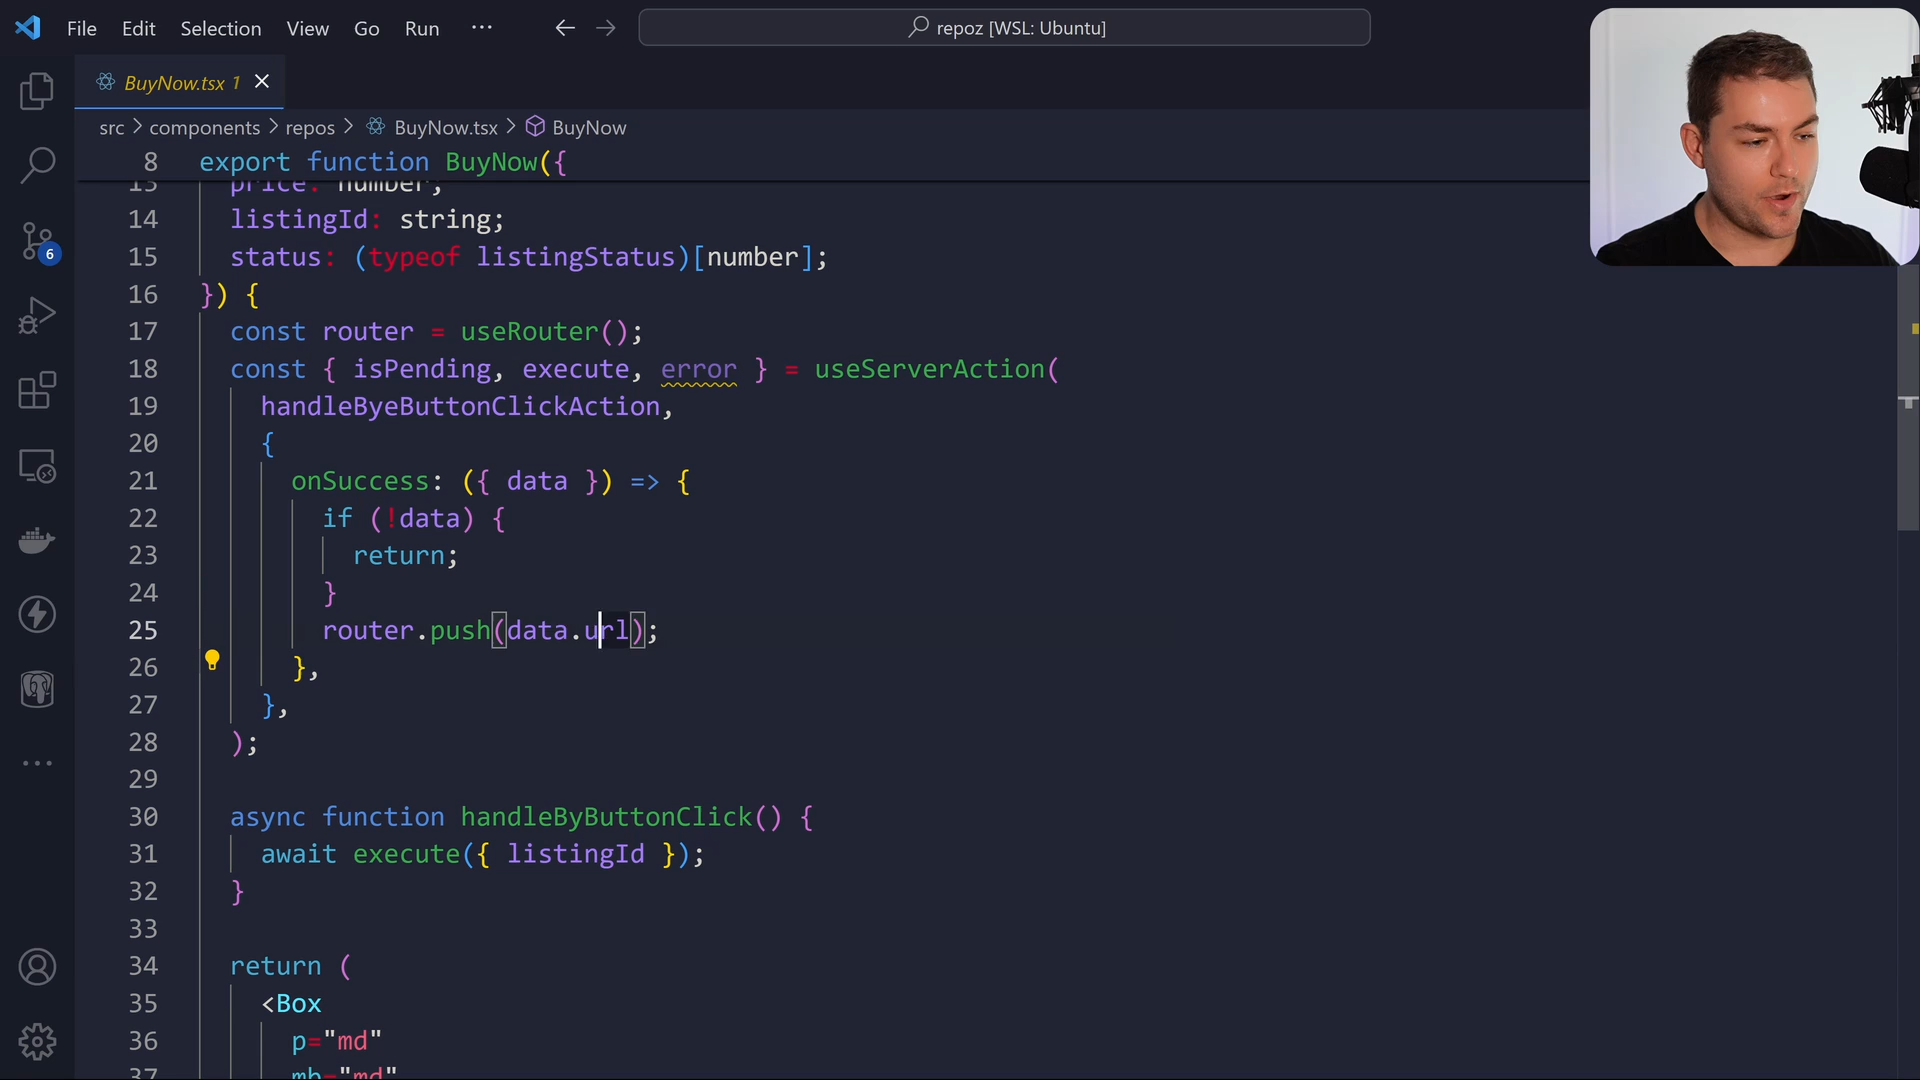 File Edit Selection View Go Run ...
repoz [WSL: Ubuntu]
BuyNow.tsx 1
src > components > repos > BuyNow.tsx > BuyNow
8 export function BuyNow({
13 price: number,
14 listingId: string;
15 status: (typeof listingStatus)[number];
16 }) {
17 const router = useRouter();
18 const { isPending, execute, error } = useServerAction(
19 handleByeButtonClickAction,
20 {
21 onSuccess: ({ data }) => {
22 if (!data) {
23 return;
24 }
25 router.push(data.url);
26 },
27 },
28 );
29
30 async function handleByButtonClick() {
31 await execute({ listingId });
32 }
33
34 return (
35 <Box
36 p="md"
37 mb="md"
6